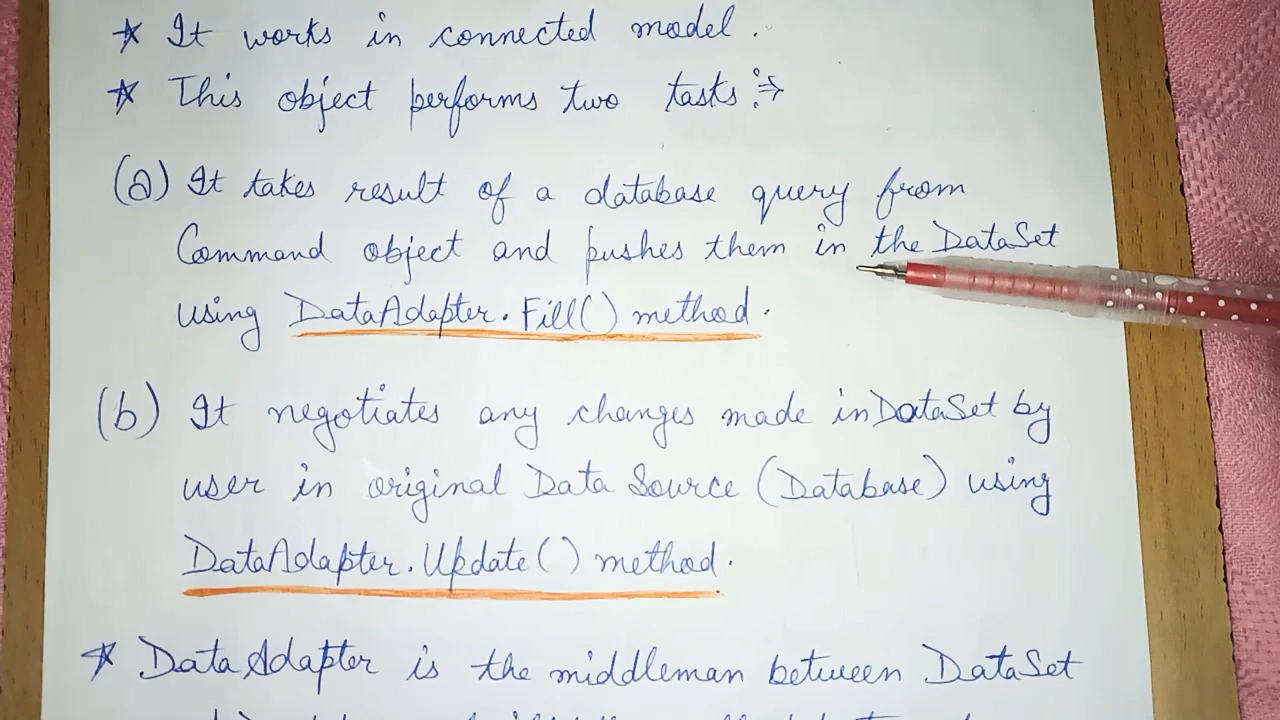 ★ It works in connected model.
★ This object performs two tasks :⇒
(a) It takes result of a database query from
Command object and pushes them in the DataSet
using DataAdapter.Fill() method.
(b) It negotiates any changes made in DataSet by
user in original Data Source (Database) using
DataAdapter.Update() method.
★ DataAdapter is the middleman between DataSet